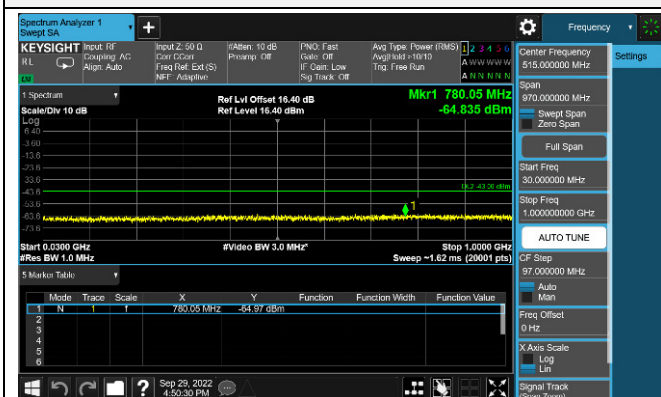 Spectrum Analyzer 1
Swept SA
+
Frequency
KEYSIGHT Input: RF Input Z: 50 Ω #Atten: 10 dB PNO: Fast Avg Type: Power (RMS) 1 2 3 4 5 6
RL Coupling: AC Corr CCorr Preamp: Off Gate: Off Avg|Hold: >10/10 A W W W W W
Align: Auto Freq Ref: Ext (S) IF Gain: Low Trig: Free Run
NFE: Adaptive Sig Track: Off A N N N N N
1 Spectrum
Scale/Div 10 dB
Ref Lvl Offset 16.40 dB
Ref Level 16.40 dBm
Mkr1 780.05 MHz
-64.835 dBm
Log
6.40
-3.60
-13.6
-23.6
-33.6
-43.6
-53.6
-63.6
-73.6
1
Start 0.0300 GHz #Video BW 3.0 MHz* Stop 1.0000 GHz
#Res BW 1.0 MHz Sweep ~1.62 ms (20001 pts)
5 Marker Table
Mode Trace Scale X Y Function Function Width Function Value
1 N 1 f 780.05 MHz -64.97 dBm
2
3
4
5
6
Sep 29, 2022
4:50:30 PM
Center Frequency
515.000000 MHz
Settings
Span
970.000000 MHz
Swept Span
Zero Span
Full Span
Start Freq
30.000000 MHz
Stop Freq
1.000000000 GHz
AUTO TUNE
CF Step
97.000000 MHz
Auto
Man
Freq Offset
0 Hz
X Axis Scale
Log
Lin
Signal Track
(Span Zoom)